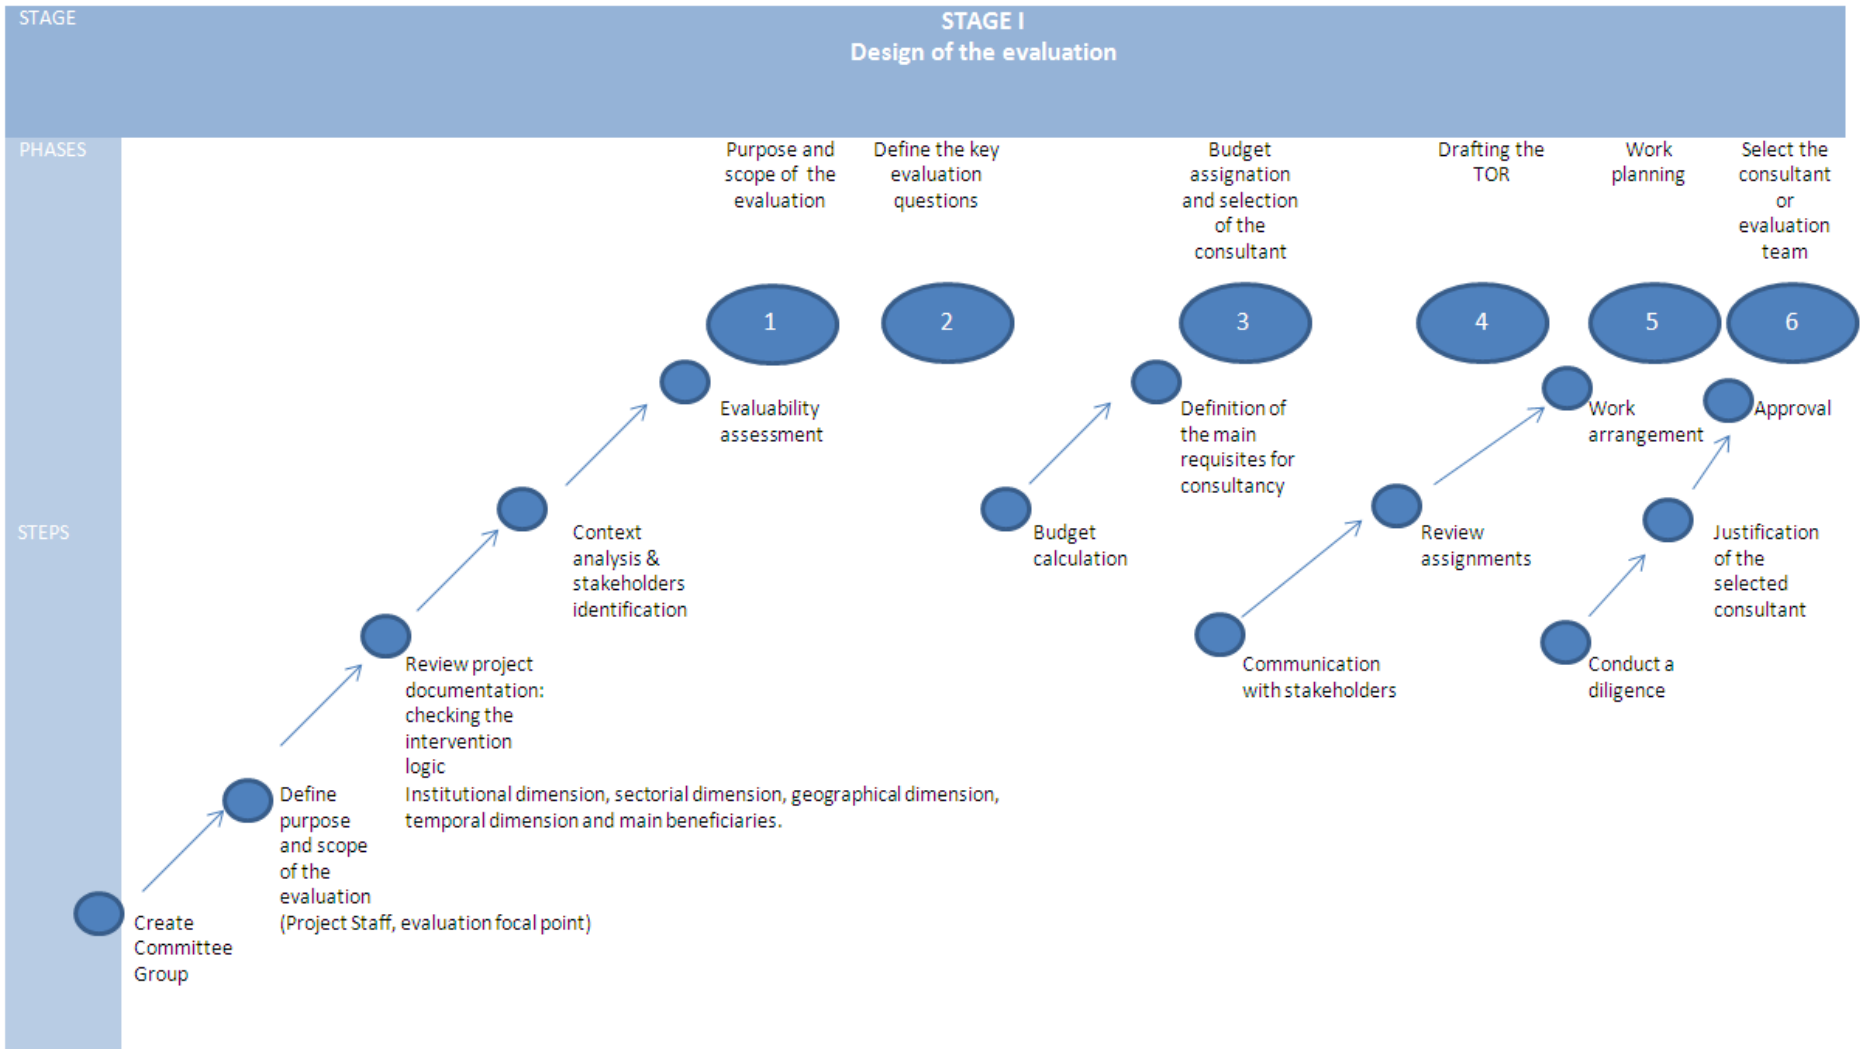 STAGE
STAGE I
Design of the evaluation
PHASES
Purpose and
scope of the
evaluation
Define the key
evaluation
questions
Budget
assignation
and selection
of the
consultant
Drafting the
TOR
Work
planning
Select the
consultant
or
evaluation
team
1
2
3
4
5
6
Evaluability
assessment
Definition of
the main
requisites for
consultancy
Work
arrangement
Approval
STEPS
Context
analysis &
stakeholders
identification
Budget
calculation
Review
assignments
Justification
of the
selected
consultant
Review project
documentation:
checking the
intervention
logic
Institutional dimension, sectorial dimension, geographical dimension,
temporal dimension and main beneficiaries.
Communication
with stakeholders
Conduct a
diligence
Define
purpose
and scope
of the
evaluation
(Project Staff, evaluation focal point)
Create
Committee
Group